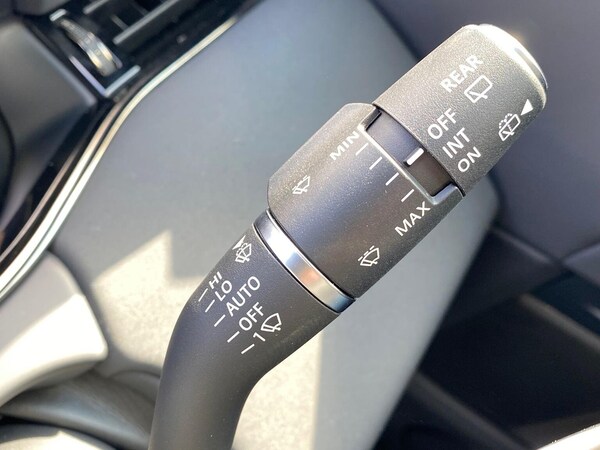 REAR
OFF
INT
ON
MIN
MAX
HI
LO
AUTO
OFF
1